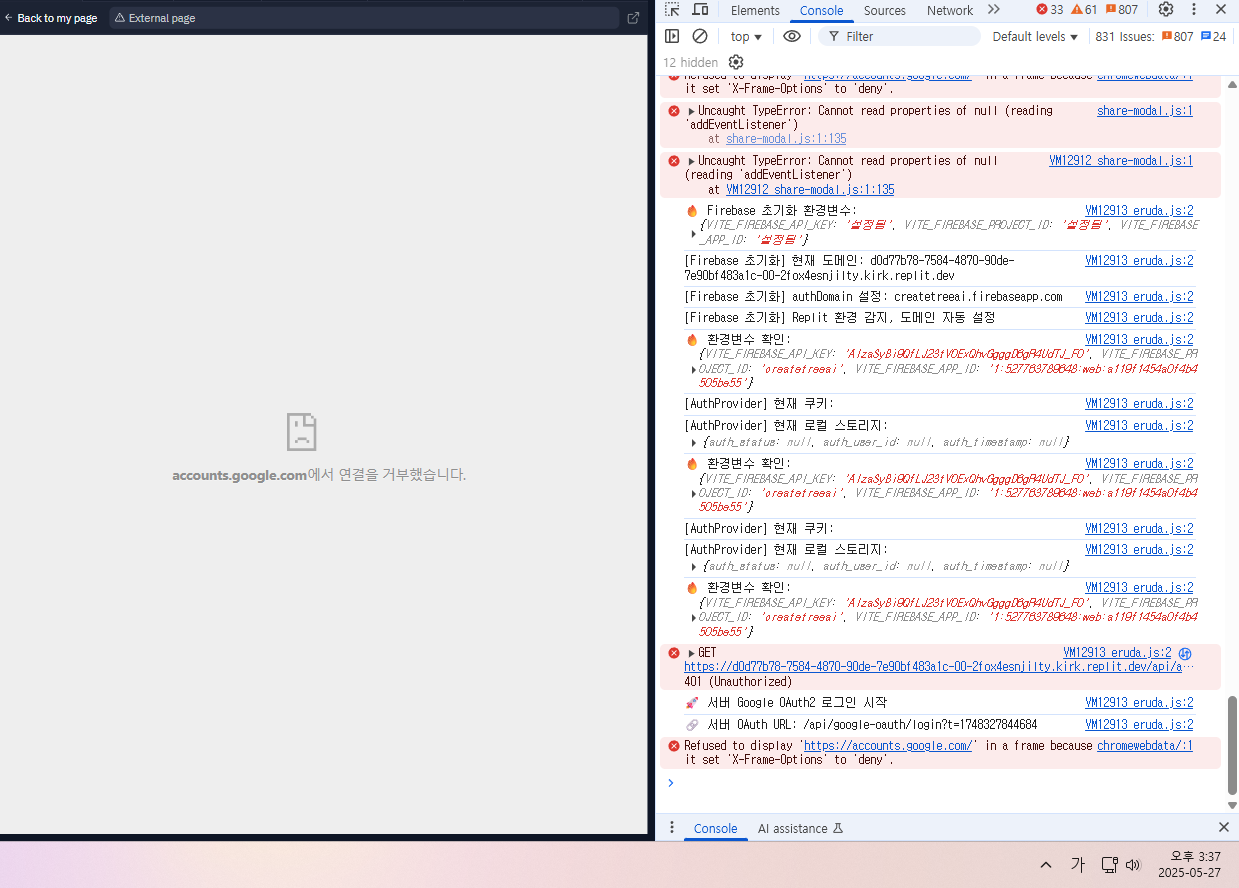 Back to my page
External page
accounts.google.com에서 연결을 거부했습니다.
Elements Console Sources Network 33 61 807
top Filter Default levels 831 Issues: 807 24
12 hidden
Refused to display 'https://accounts.google.com/' in a frame because chromewebdata/:1
it set 'X-Frame-Options' to 'deny'.
Uncaught TypeError: Cannot read properties of null (reading share-modal.js:1
'addEventListener')
at share-modal.js:1:135
Uncaught TypeError: Cannot read properties of null VM12912 share-modal.js:1
(reading 'addEventListener')
at VM12912 share-modal.js:1:135
🔥 Firebase 초기화 환경변수: VM12913 eruda.js:2
{VITE_FIREBASE_API_KEY: '설정됨', VITE_FIREBASE_PROJECT_ID: '설정됨', VITE_FIREBASE
_APP_ID: '설정됨'}
[Firebase 초기화] 현재 도메인: d0d77b78-7584-4870-90de- VM12913 eruda.js:2
7e90bf483a1c-00-2fox4esnjilty.kirk.replit.dev
[Firebase 초기화] authDomain 설정: createtreeai.firebaseapp.com VM12913 eruda.js:2
[Firebase 초기화] Replit 환경 감지, 도메인 자동 설정 VM12913 eruda.js:2
🔥 환경변수 확인: VM12913 eruda.js:2
{VITE_FIREBASE_API_KEY: VITE_FIREBASE_PR
OJECT_ID: 'createtreeai', VITE_FIREBASE_APP_ID: '1:527763789648:web:a119f1454a0f4b4
505be55'}
[AuthProvider] 현재 쿠키: VM12913 eruda.js:2
[AuthProvider] 현재 로컬 스토리지: VM12913 eruda.js:2
{auth_status: null, auth_user_id: null, auth_timestamp: null}
🔥 환경변수 확인: VM12913 eruda.js:2
{VITE_FIREBASE_API_KEY: VITE_FIREBASE_PR
OJECT_ID: 'createtreeai', VITE_FIREBASE_APP_ID: '1:527763789648:web:a119f1454a0f4b4
505be55'}
[AuthProvider] 현재 쿠키: VM12913 eruda.js:2
[AuthProvider] 현재 로컬 스토리지: VM12913 eruda.js:2
{auth_status: null, auth_user_id: null, auth_timestamp: null}
🔥 환경변수 확인: VM12913 eruda.js:2
{VITE_FIREBASE_API_KEY: VITE_FIREBASE_PR
OJECT_ID: 'createtreeai', VITE_FIREBASE_APP_ID: '1:527763789648:web:a119f1454a0f4b4
505be55'}
GET VM12913 eruda.js:2
https://d0d77b78-7584-4870-90de-7e90bf483a1c-00-2fox4esnjilty.kirk.replit.dev/api/a…
401 (Unauthorized)
🚀 서버 Google OAuth2 로그인 시작 VM12913 eruda.js:2
🔗 서버 OAuth URL: /api/google-oauth/login?t=1748327844684 VM12913 eruda.js:2
Refused to display 'https://accounts.google.com/' in a frame because chromewebdata/:1
it set 'X-Frame-Options' to 'deny'.
Console AI assistance
가
오후 3:37
2025-05-27